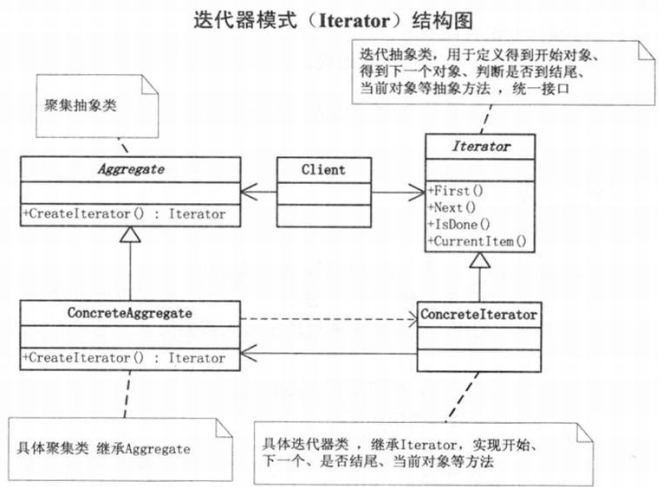 迭代器模式（Iterator）结构图
迭代抽象类，用于定义得到开始对象、
得到下一个对象、判断是否到结尾、
当前对象等抽象方法 ，统一接口
聚集抽象类
Aggregate
+CreateIterator() : Iterator
Client
Iterator
+First()
+Next()
+IsDone()
+CurrentItem()
ConcreteAggregate
+CreateIterator() : Iterator
ConcreteIterator
具体聚集类 继承Aggregate
具体迭代器类 ，继承Iterator，实现开始、
下一个、是否结尾、当前对象等方法